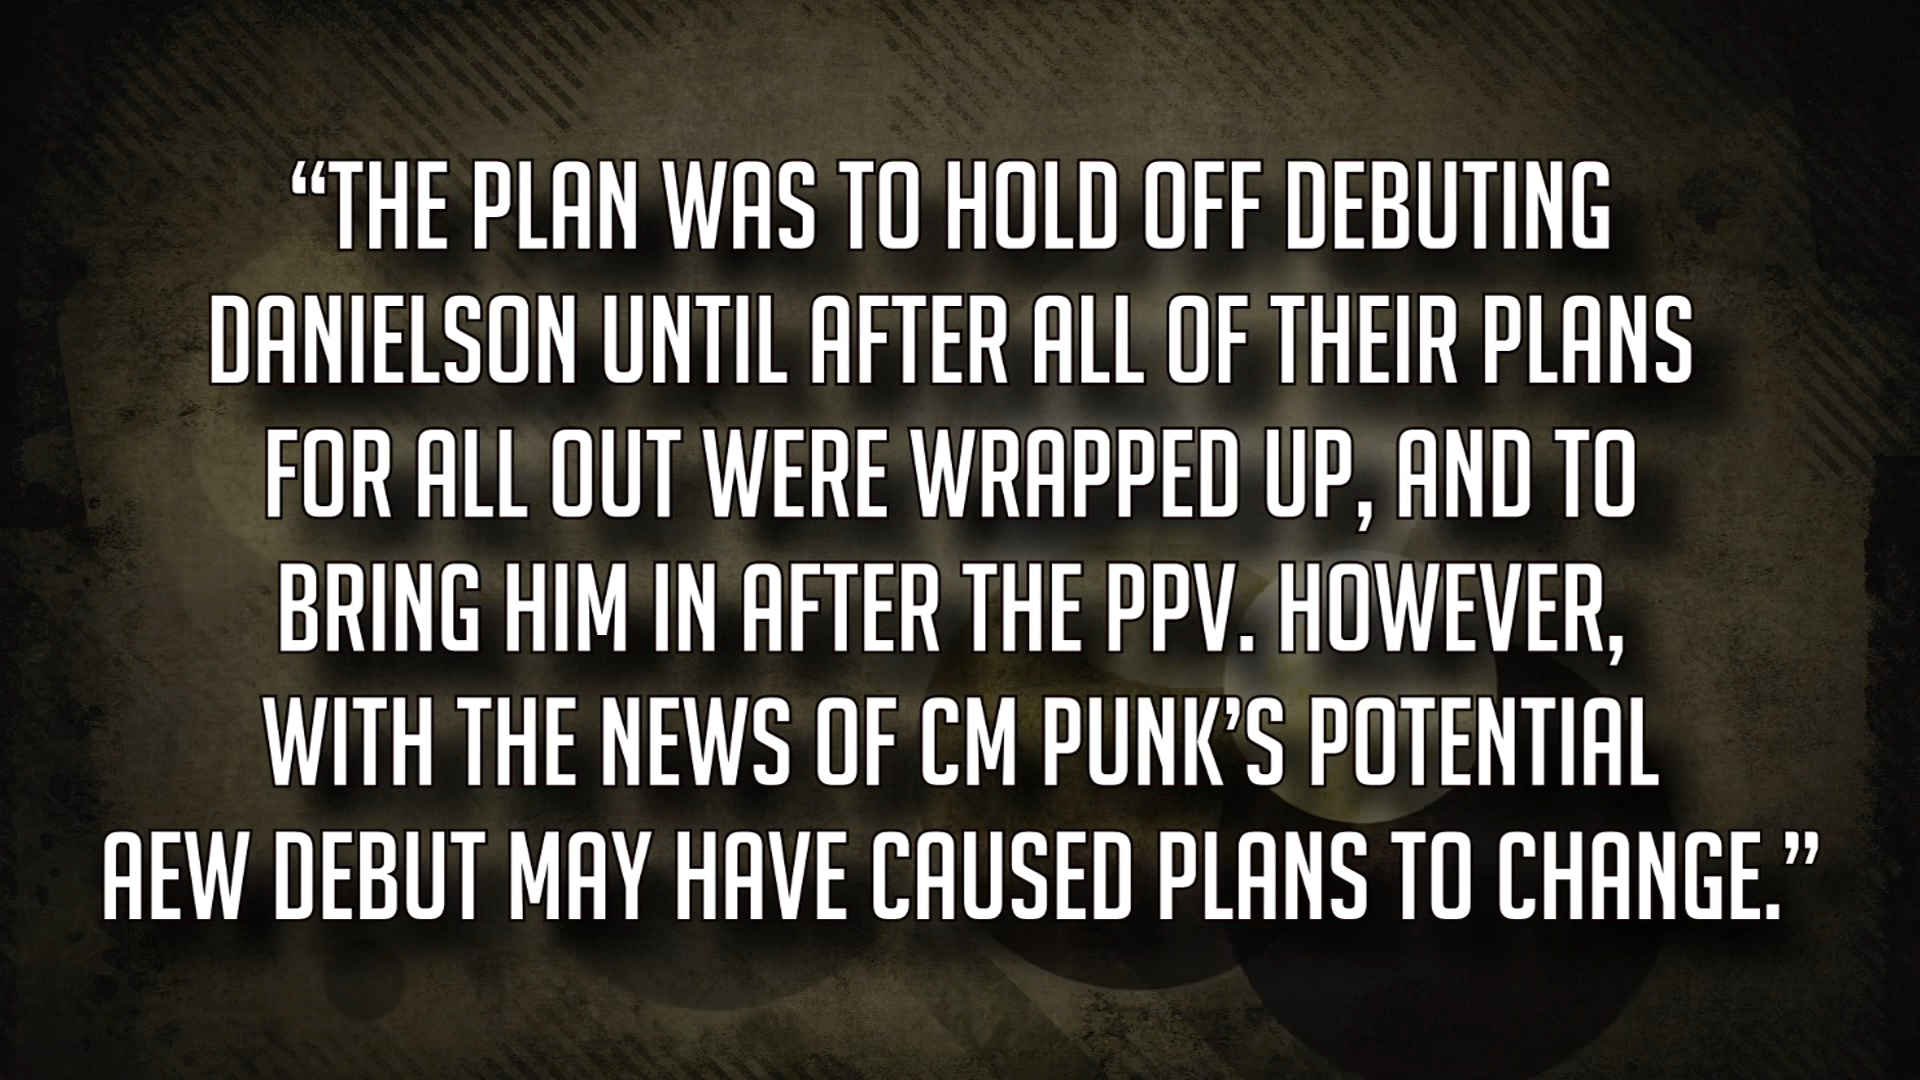 “THE PLAN WAS TO HOLD OFF DEBUTING
DANIELSON UNTIL AFTER ALL OF THEIR PLANS
FOR ALL OUT WERE WRAPPED UP, AND TO
BRING HIM IN AFTER THE PPV. HOWEVER,
WITH THE NEWS OF CM PUNK’S POTENTIAL
AEW DEBUT MAY HAVE CAUSED PLANS TO CHANGE.”